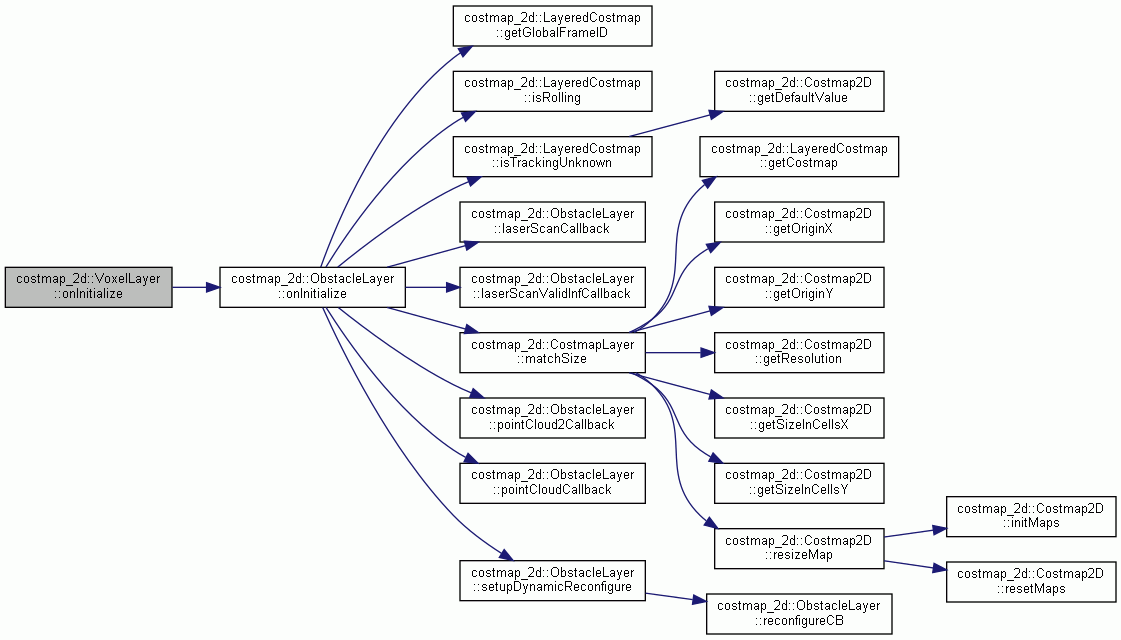 costmap_2d::VoxelLayer
::onInitialize
costmap_2d::ObstacleLayer
::onInitialize
costmap_2d::LayeredCostmap
::getGlobalFrameID
costmap_2d::LayeredCostmap
::isRolling
costmap_2d::LayeredCostmap
::isTrackingUnknown
costmap_2d::ObstacleLayer
::laserScanCallback
costmap_2d::ObstacleLayer
::laserScanValidInfCallback
costmap_2d::CostmapLayer
::matchSize
costmap_2d::ObstacleLayer
::pointCloud2Callback
costmap_2d::ObstacleLayer
::pointCloudCallback
costmap_2d::ObstacleLayer
::setupDynamicReconfigure
costmap_2d::Costmap2D
::getDefaultValue
costmap_2d::LayeredCostmap
::getCostmap
costmap_2d::Costmap2D
::getOriginX
costmap_2d::Costmap2D
::getOriginY
costmap_2d::Costmap2D
::getResolution
costmap_2d::Costmap2D
::getSizeInCellsX
costmap_2d::Costmap2D
::getSizeInCellsY
costmap_2d::Costmap2D
::resizeMap
costmap_2d::ObstacleLayer
::reconfigureCB
costmap_2d::Costmap2D
::initMaps
costmap_2d::Costmap2D
::resetMaps